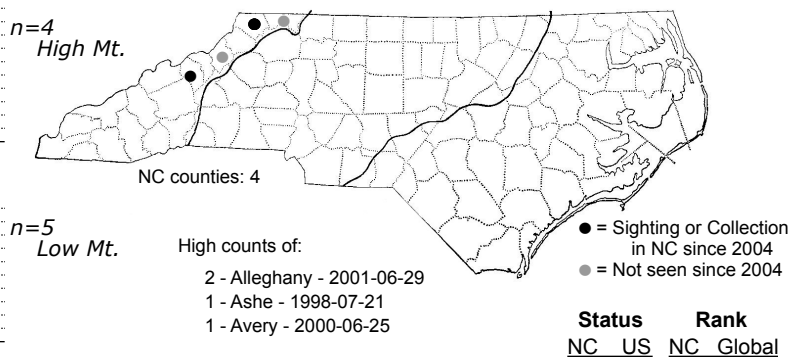 n=4
High Mt.
NC counties: 4
n=5
Low Mt.
High counts of:
2 - Alleghany - 2001-06-29
1 - Ashe - 1998-07-21
1 - Avery - 2000-06-25
= Sighting or Collection
in NC since 2004
= Not seen since 2004
Status Rank
NC US NC Global